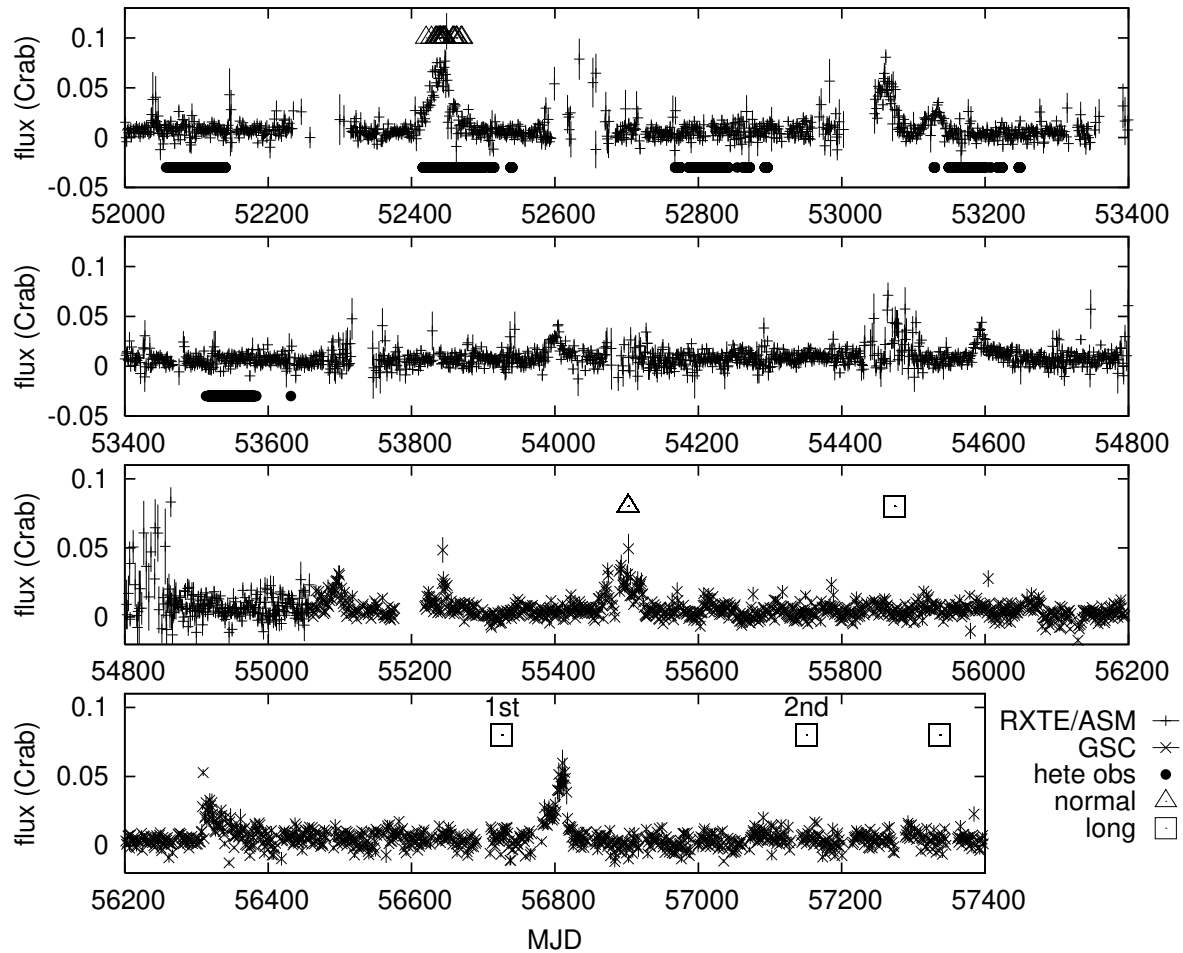 0.1
0.05
0
-0.05
flux (Crab)
52000 52200 52400 52600 52800 53000 53200 53400
0.1
0.05
0
-0.05
flux (Crab)
53400 53600 53800 54000 54200 54400 54600 54800
0.1
0.05
0
flux (Crab)
54800 55000 55200 55400 55600 55800 56000 56200
0.1
0.05
0
flux (Crab)
1st
2nd
56200 56400 56600 56800 57000 57200 57400
MJD
RXTE/ASM
GSC
hete obs
normal
long